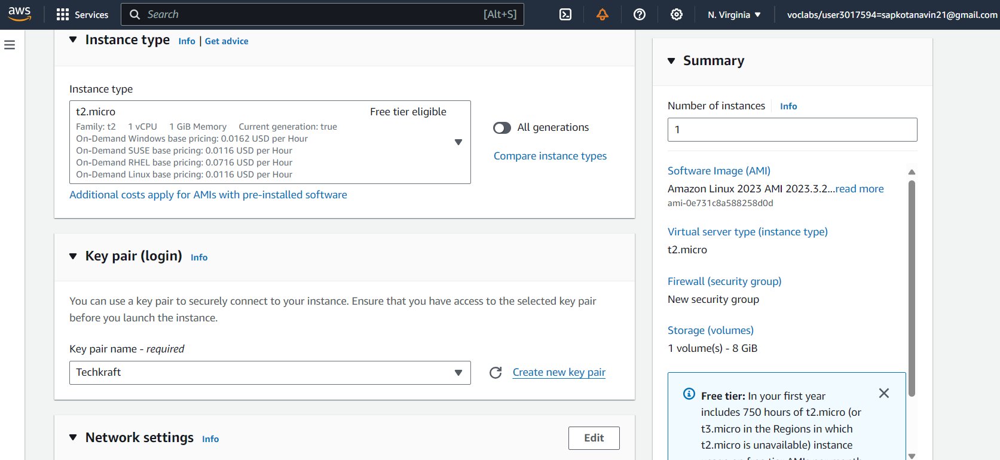 aws
Services
Search
[Alt+S]
N. Virginia
voclabs/user3017594=sapkotanavin21@gmail.com
Instance type
Info | Get advice
Instance type
t2.micro
Free tier eligible
Family: t2 1 vCPU 1 GiB Memory Current generation: true
On-Demand Windows base pricing: 0.0162 USD per Hour
On-Demand SUSE base pricing: 0.0116 USD per Hour
On-Demand RHEL base pricing: 0.0716 USD per Hour
On-Demand Linux base pricing: 0.0116 USD per Hour
All generations
Compare instance types
Additional costs apply for AMIs with pre-installed software
Key pair (login) Info
You can use a key pair to securely connect to your instance. Ensure that you have access to the selected key pair
before you launch the instance.
Key pair name - required
Techkraft
Create new key pair
Network settings Info
Edit
Summary
Number of instances
Info
1
Software Image (AMI)
Amazon Linux 2023 AMI 2023.3.2...read more
ami-0e731c8a588258d0d
Virtual server type (instance type)
t2.micro
Firewall (security group)
New security group
Storage (volumes)
1 volume(s) - 8 GiB
Free tier: In your first year
includes 750 hours of t2.micro (or
t3.micro in the Regions in which
t2.micro is unavailable) instance